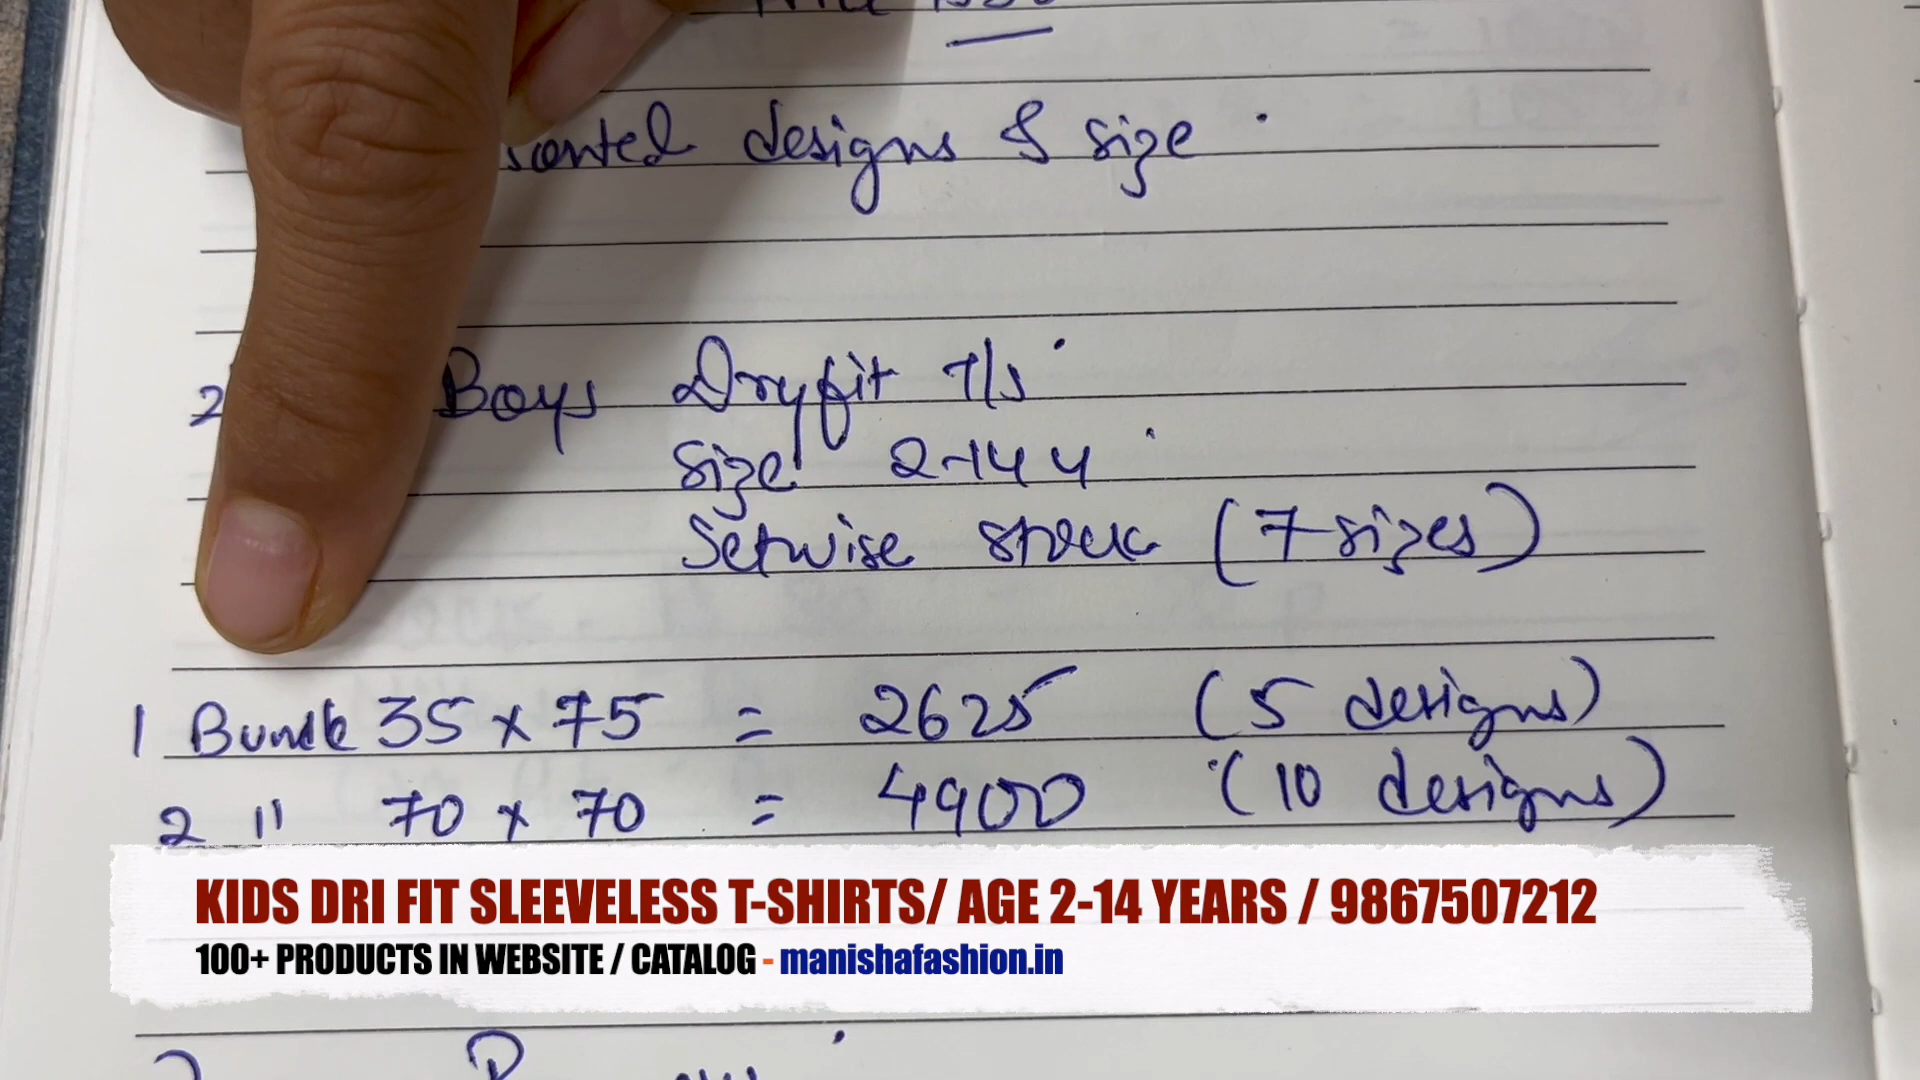 designs & size
2 Boys Dryfit T/s
Size 2-14 y
Setwise stock (7 sizes)
1 Bundle 35 x 75 = 2625 (5 designs)
2 " 70 x 70 = 4900 (10 designs)
KIDS DRI FIT SLEEVELESS T-SHIRTS/ AGE 2-14 YEARS / 9867507212
100+ PRODUCTS IN WEBSITE / CATALOG - manishafashion.in